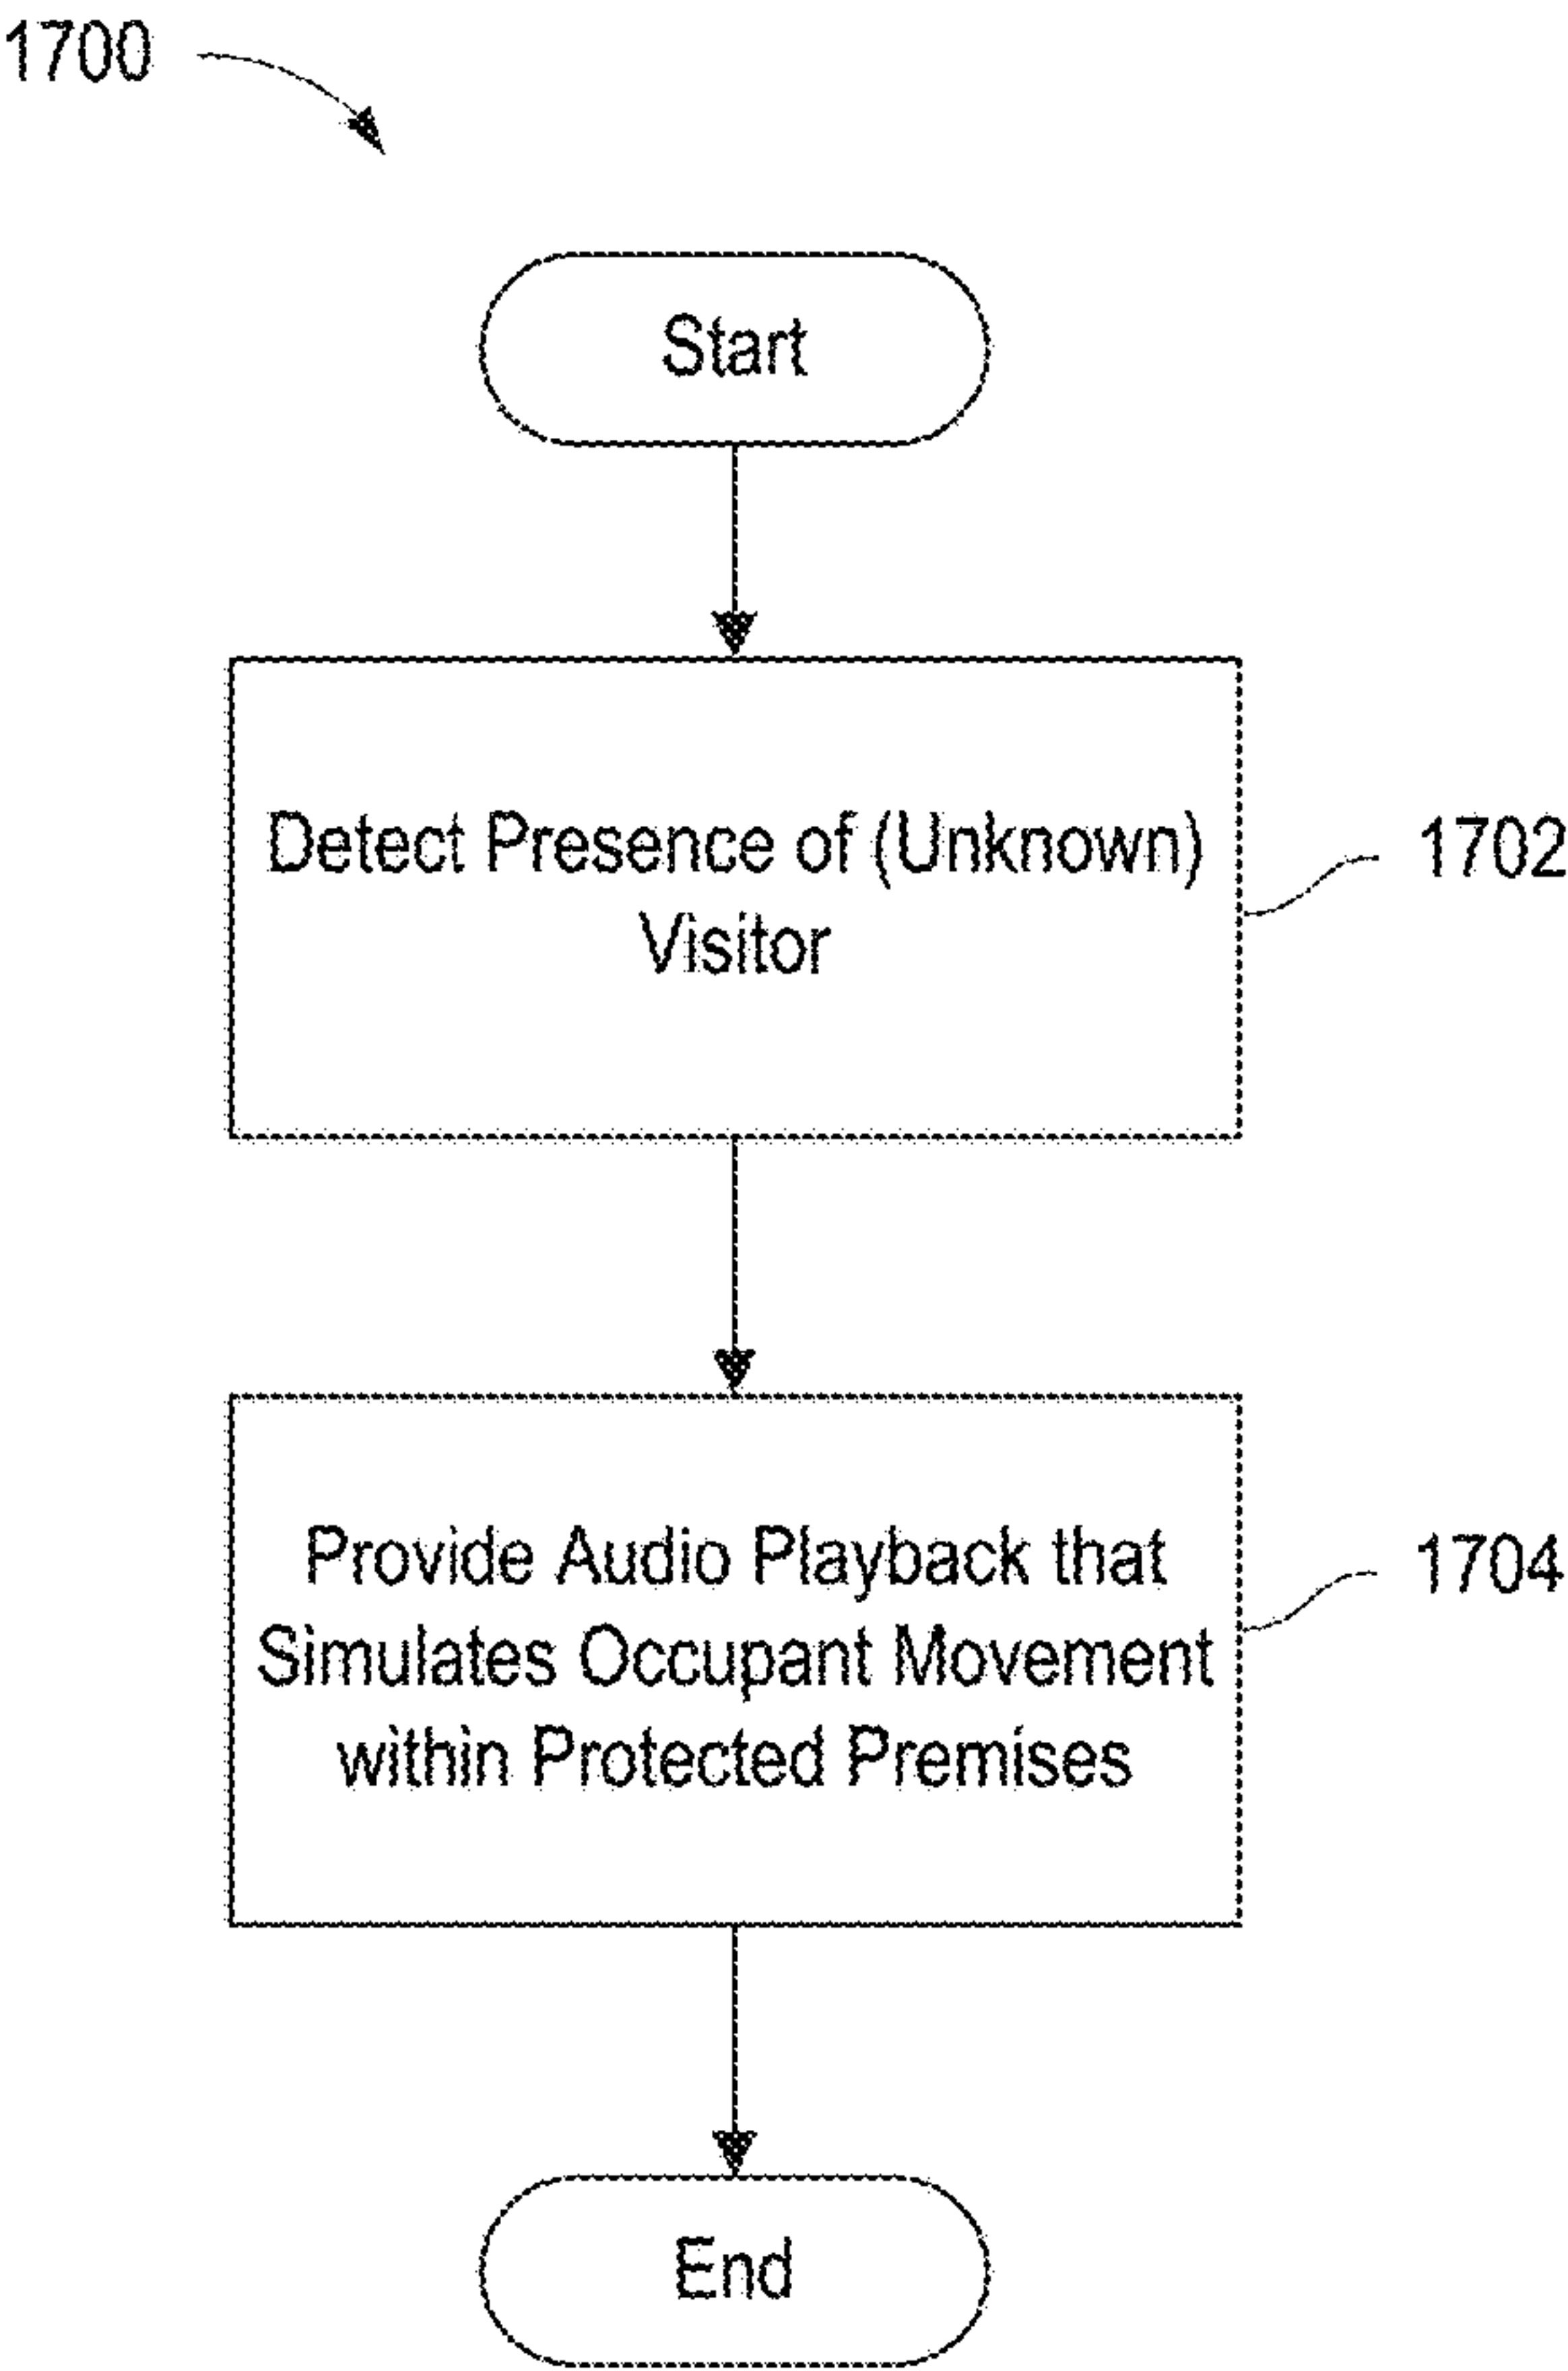 1700
Start
Detect Presence of (Unknown)
Visitor
1702
Provide Audio Playback that
Simulates Occupant Movement
within Protected Premises
1704
End